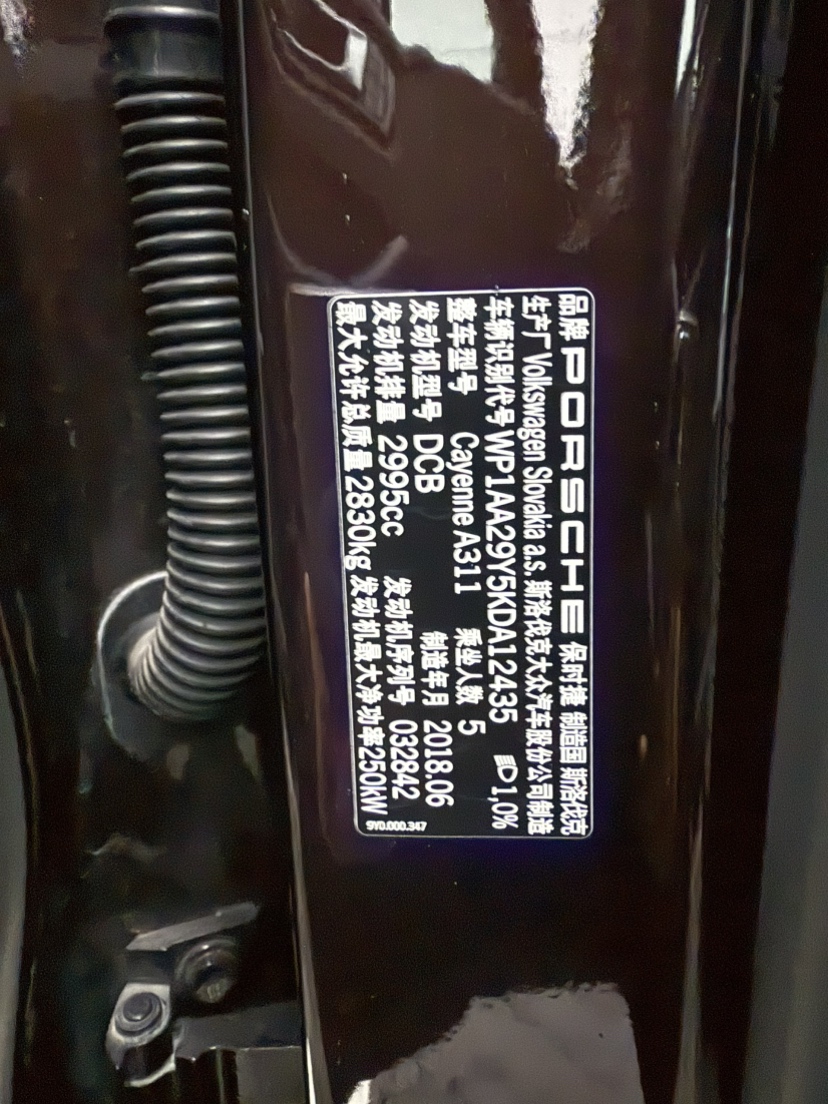 品牌 PORSCHE 保时捷 制造国 斯洛伐克
生产厂 Volkswagen Slovakia a.s. 斯洛伐克大众汽车股份公司制造
车辆识别代号 WP1AA29Y5KDA12435 1,0%
整车型号 Cayenne A311 乘坐人数 5
发动机型号 DCB 制造年月 2018.06
发动机排量 2995cc 发动机序列号 032842
最大允许总质量 2830kg 发动机最大净功率250kW
9Y0.000.347